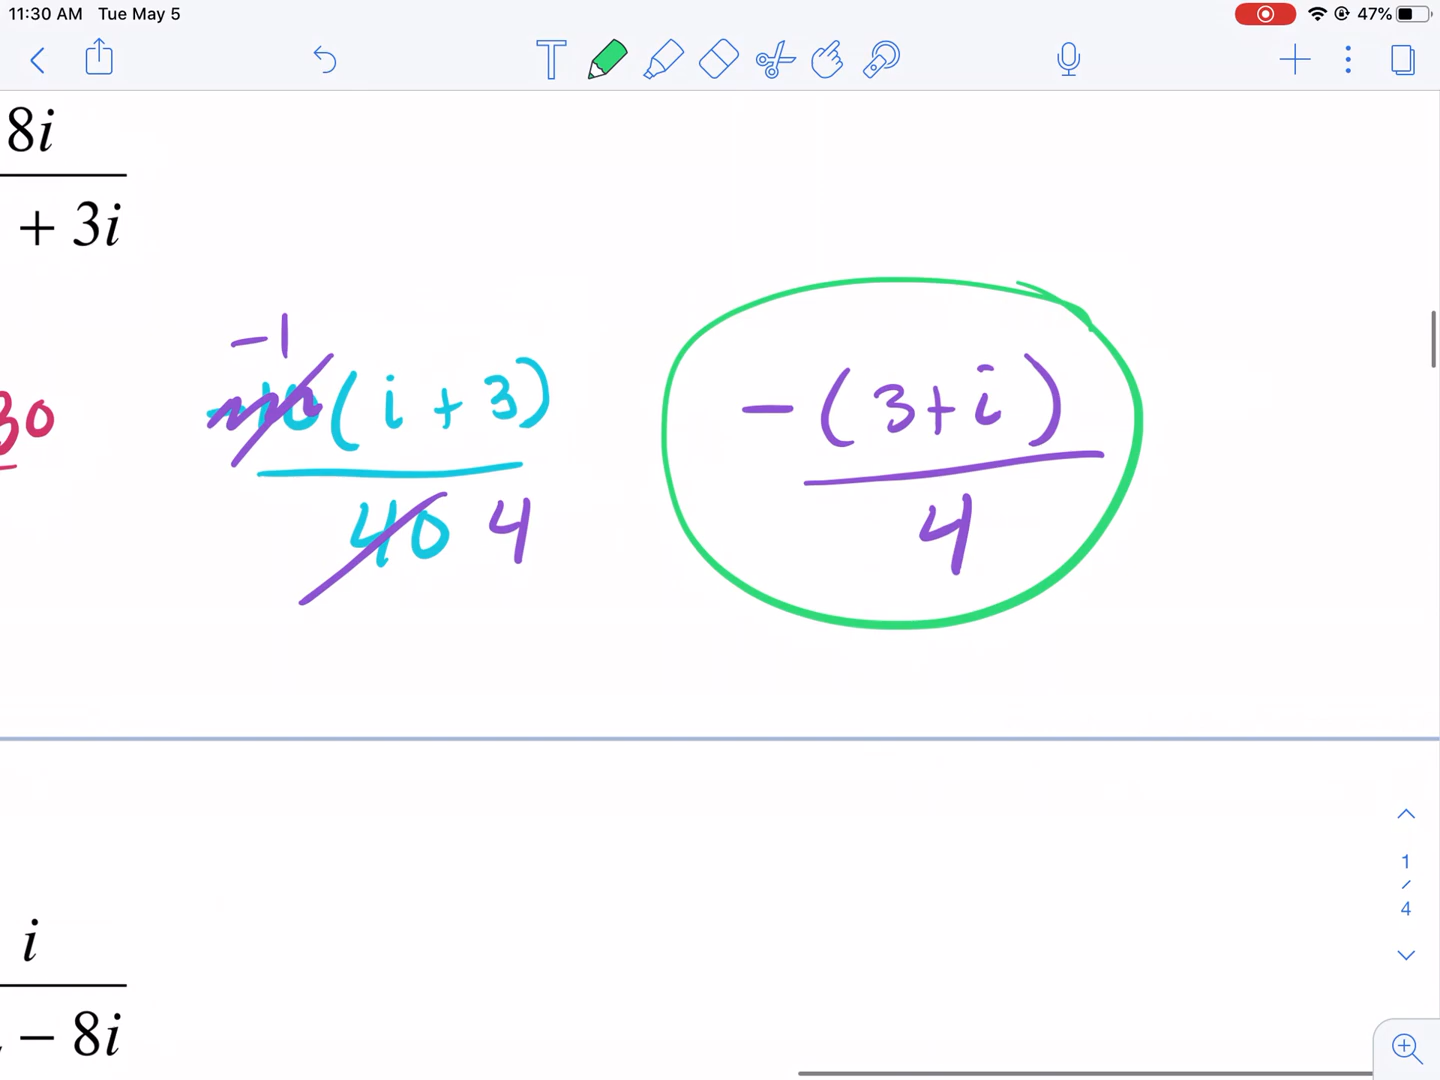 11:30 AM Tue May 5
47%
T
8i
+ 3i
-1
30
-10(i + 3)
40 4
-(3+i)
4
1
/
4
i
- 8i